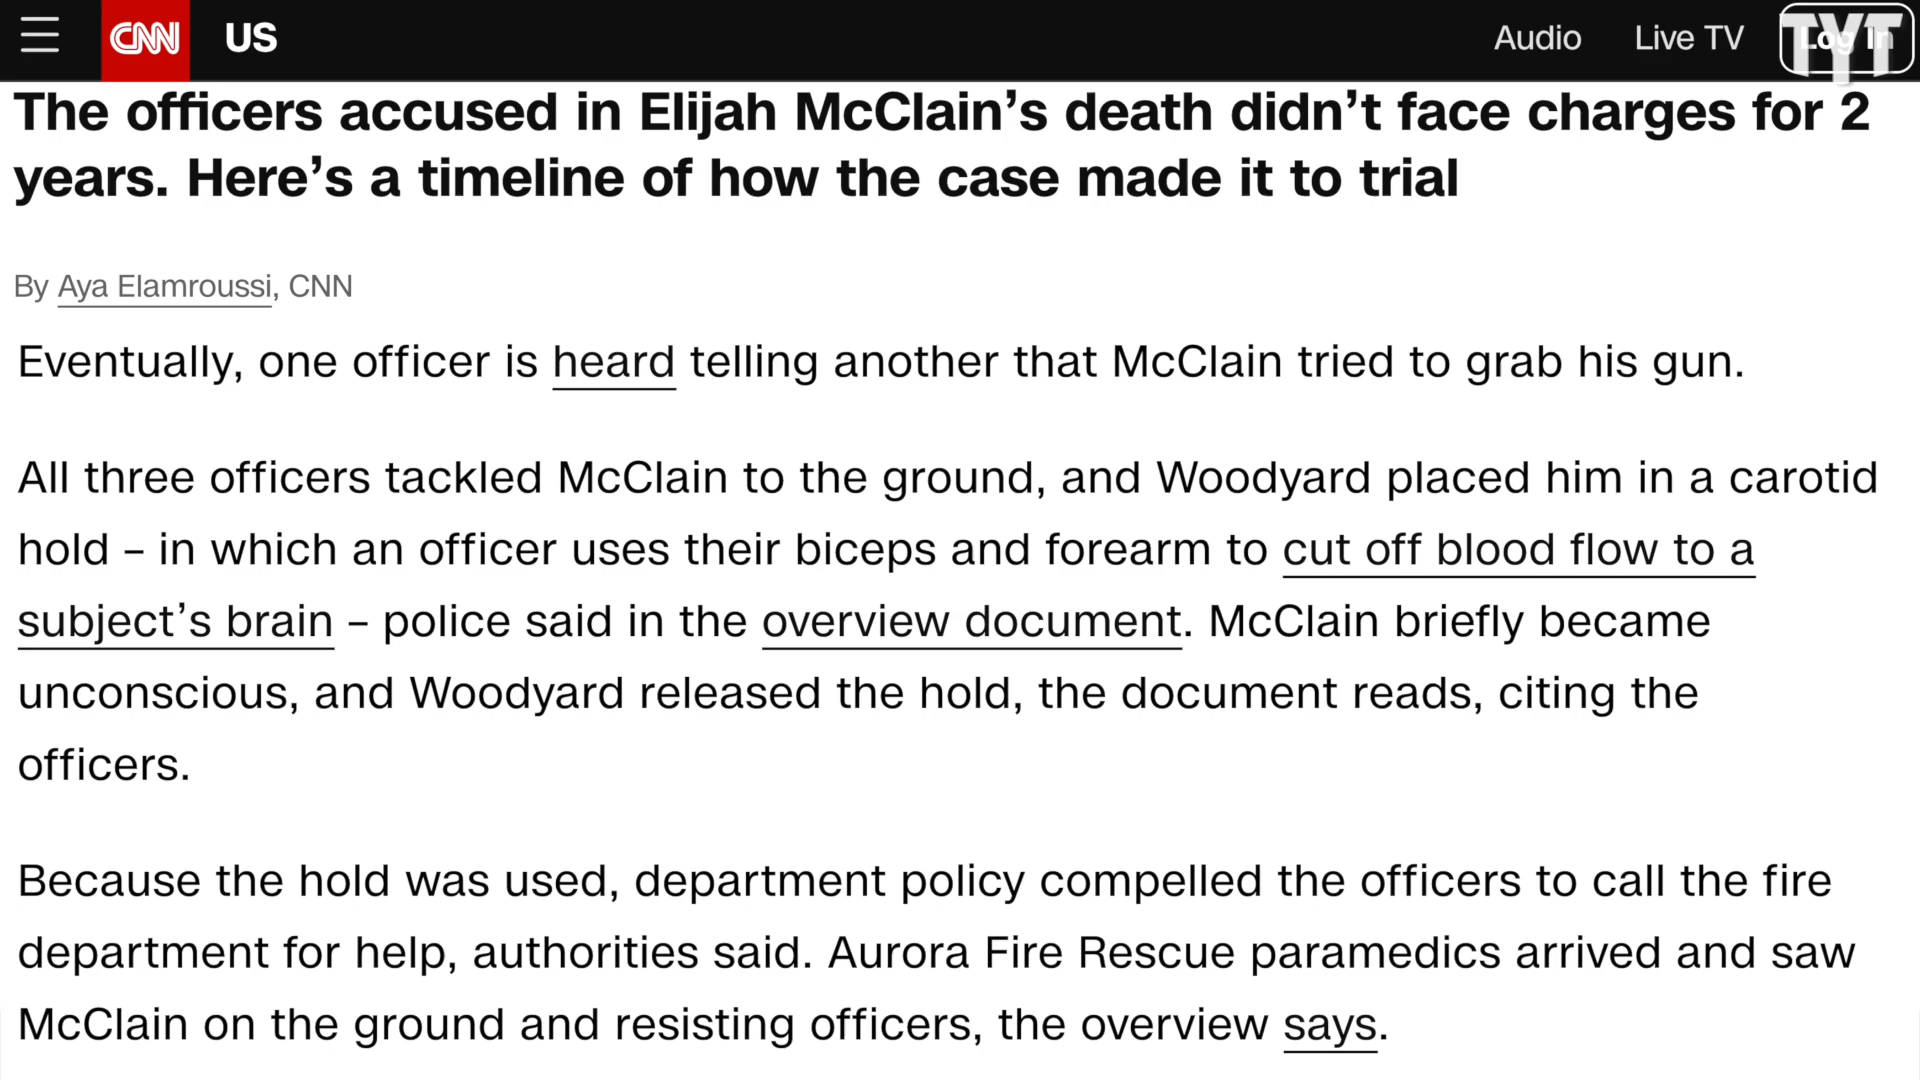 CNN US Audio Live TV Log In
TYT
The officers accused in Elijah McClain's death didn't face charges for 2
years. Here's a timeline of how the case made it to trial
By Aya Elamroussi, CNN
Eventually, one officer is heard telling another that McClain tried to grab his gun.
All three officers tackled McClain to the ground, and Woodyard placed him in a carotid
hold – in which an officer uses their biceps and forearm to cut off blood flow to a
subject's brain – police said in the overview document. McClain briefly became
unconscious, and Woodyard released the hold, the document reads, citing the
officers.
Because the hold was used, department policy compelled the officers to call the fire
department for help, authorities said. Aurora Fire Rescue paramedics arrived and saw
McClain on the ground and resisting officers, the overview says.